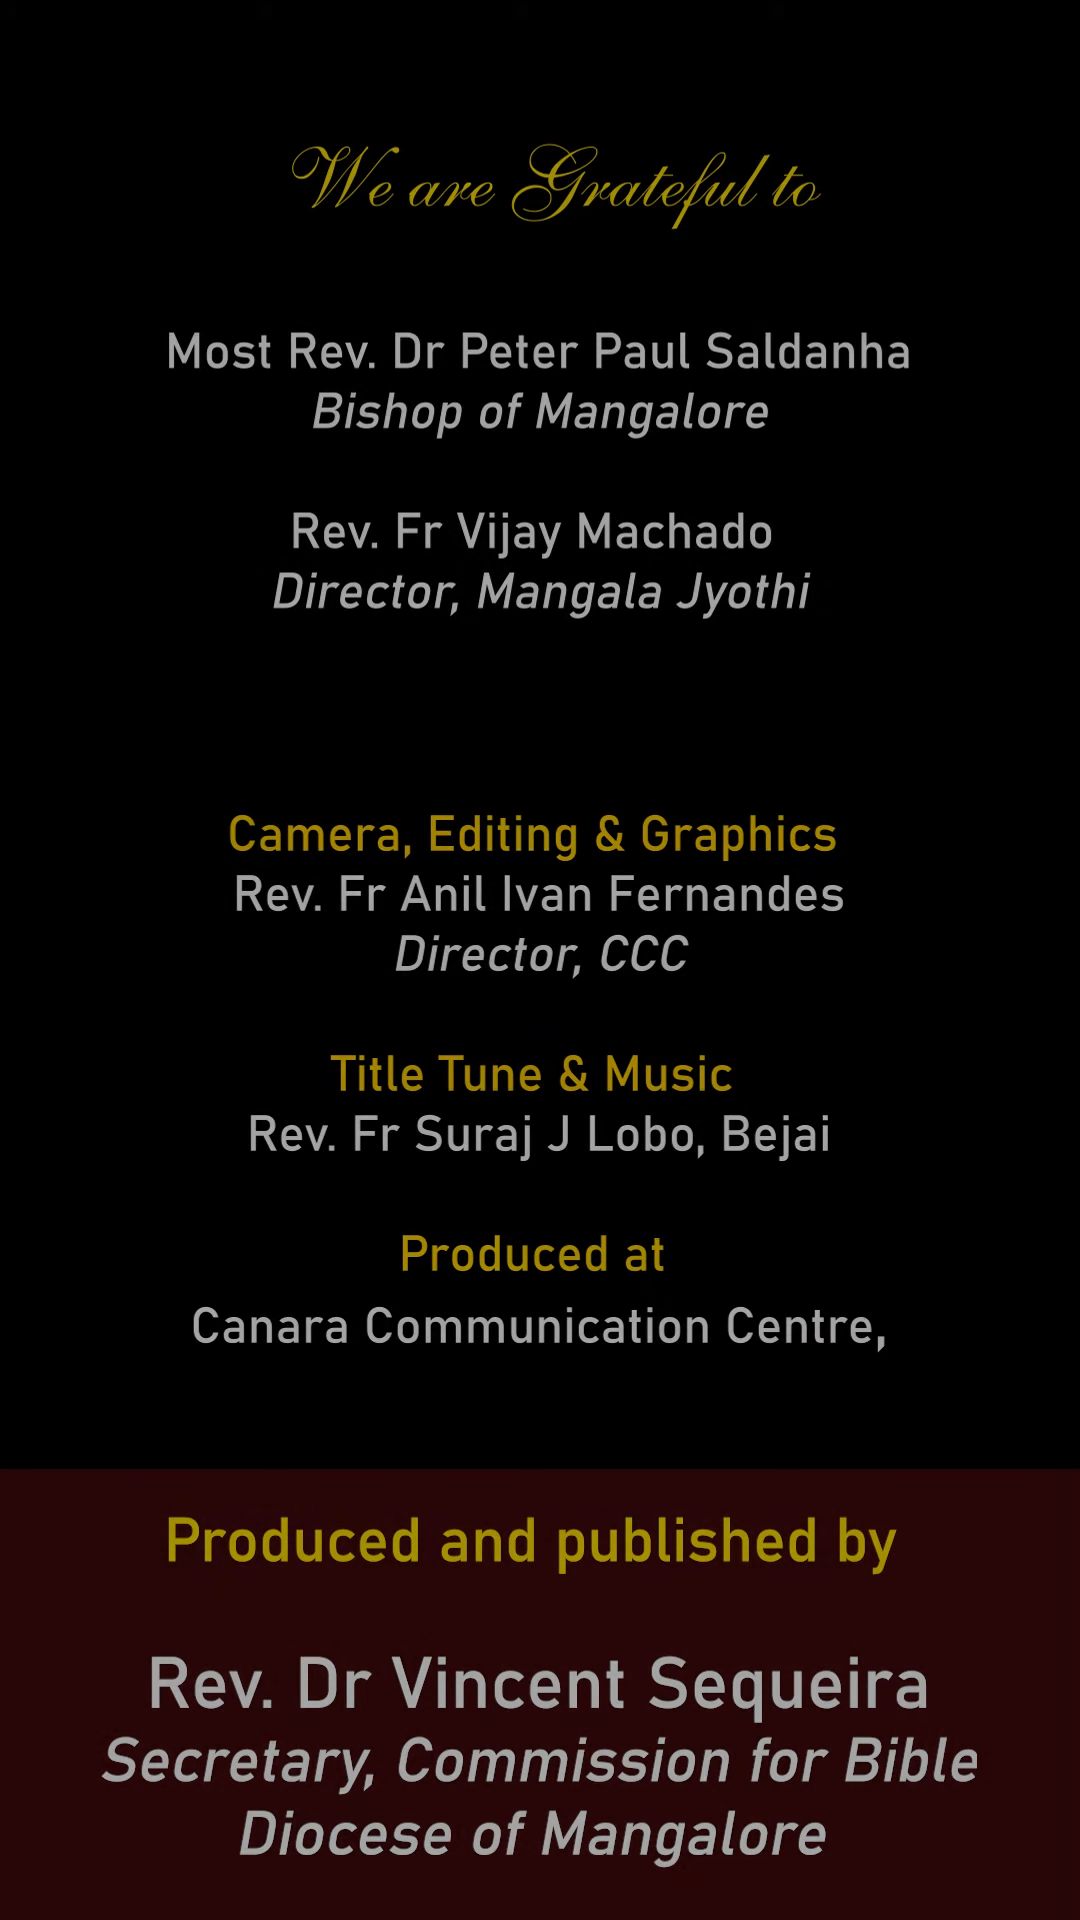 We are Grateful to
Most Rev. Dr Peter Paul Saldanha
Bishop of Mangalore
Rev. Fr Vijay Machado
Director, Mangala Jyothi
Camera, Editing & Graphics
Rev. Fr Anil Ivan Fernandes
Director, CCC
Title Tune & Music
Rev. Fr Suraj J Lobo, Bejai
Produced at
Canara Communication Centre,
Produced and published by
Rev. Dr Vincent Sequeira
Secretary, Commission for Bible
Diocese of Mangalore